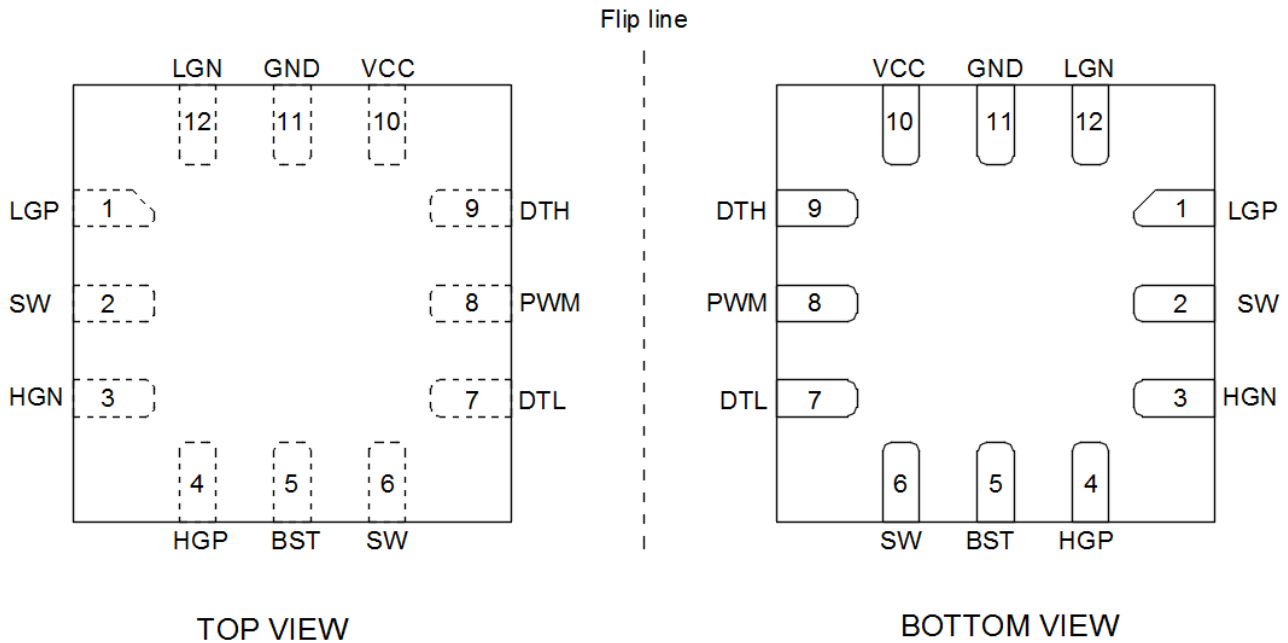 Flip line
LGN GND VCC
12 11 10
LGP 1 9 DTH
SW 2 8 PWM
HGN 3 7 DTL
4 5 6
HGP BST SW
TOP VIEW
VCC GND LGN
10 11 12
DTH 9 1 LGP
PWM 8 2 SW
DTL 7 3 HGN
6 5 4
SW BST HGP
BOTTOM VIEW